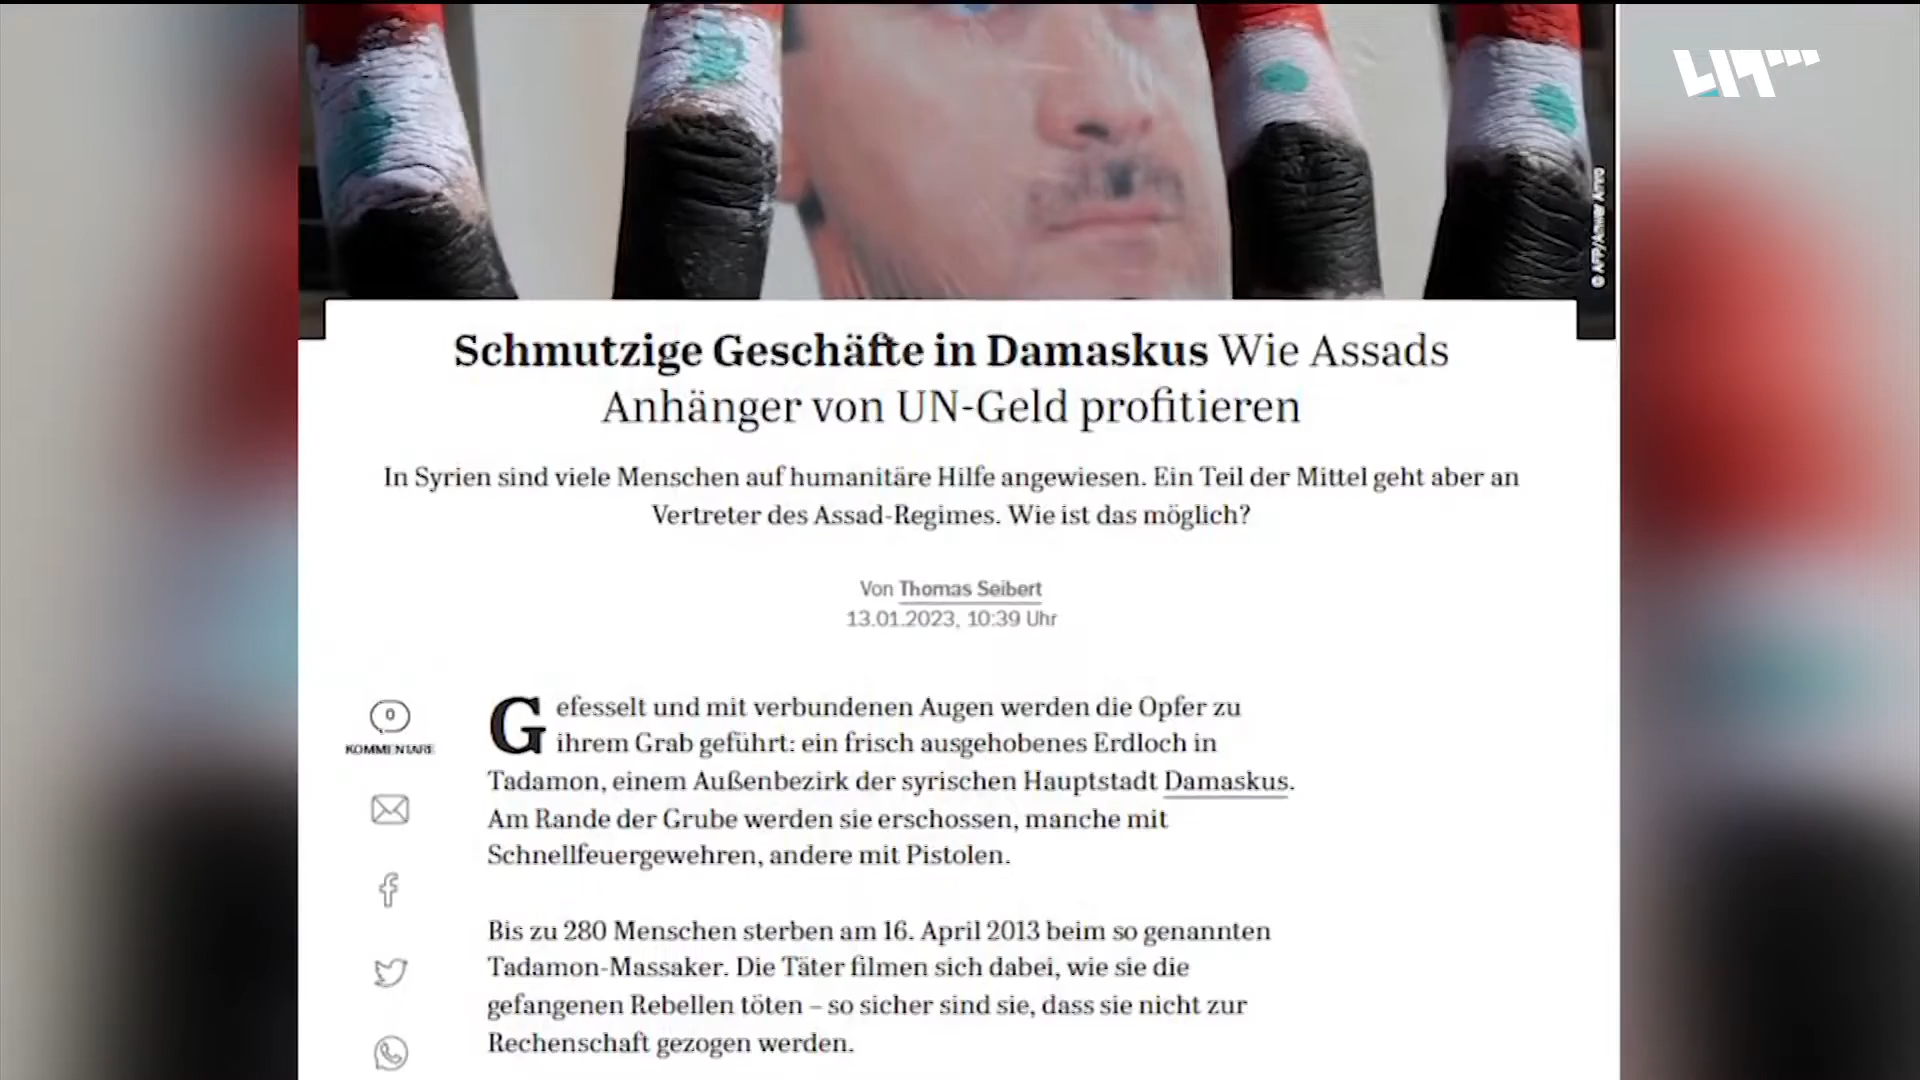 © AFP/Anwar Amro
Schmutzige Geschäfte in Damaskus Wie Assads
Anhänger von UN-Geld profitieren
In Syrien sind viele Menschen auf humanitäre Hilfe angewiesen. Ein Teil der Mittel geht aber an
Vertreter des Assad-Regimes. Wie ist das möglich?
Von Thomas Seibert
13.01.2023, 10:39 Uhr
0
KOMMENTARE
Gefesselt und mit verbundenen Augen werden die Opfer zu
ihrem Grab geführt: ein frisch ausgehobenes Erdloch in
Tadamon, einem Außenbezirk der syrischen Hauptstadt Damaskus.
Am Rande der Grube werden sie erschossen, manche mit
Schnellfeuergewehren, andere mit Pistolen.
Bis zu 280 Menschen sterben am 16. April 2013 beim so genannten
Tadamon-Massaker. Die Täter filmen sich dabei, wie sie die
gefangenen Rebellen töten – so sicher sind sie, dass sie nicht zur
Rechenschaft gezogen werden.